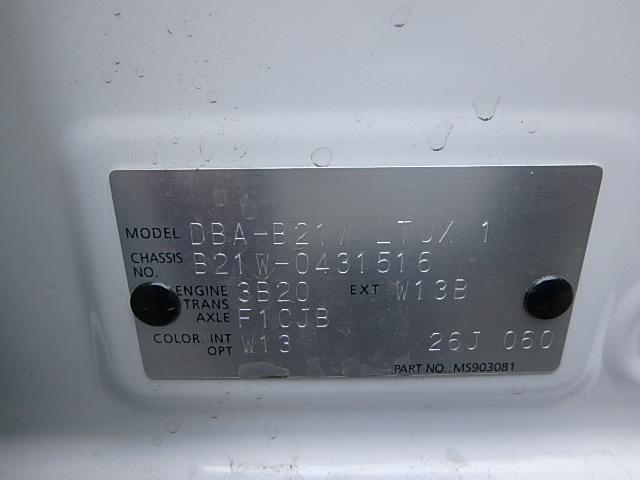 MODEL DBA-B21W LTUX 1
CHASSIS NO. B21W-0431516
ENGINE 3B20 EXT W13B
TRANS AXLE F1CJB
COLOR. INT OPT W13 26J 060
PART NO.: MS903081